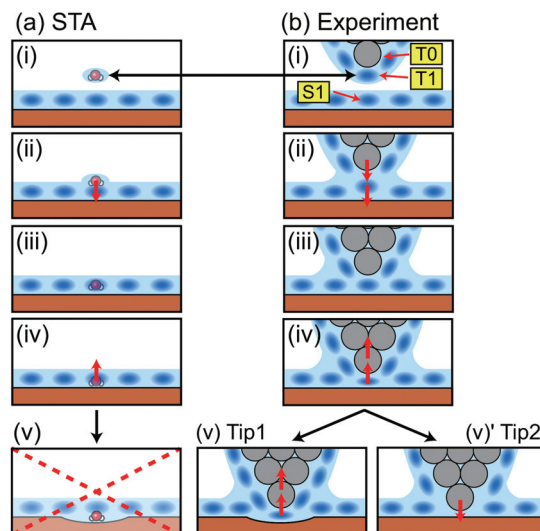 (a) STA
(b) Experiment
(i)
(i)
T0
T1
S1
(ii)
(ii)
(iii)
(iii)
(iv)
(iv)
(v)
(v) Tip1
(v)' Tip2